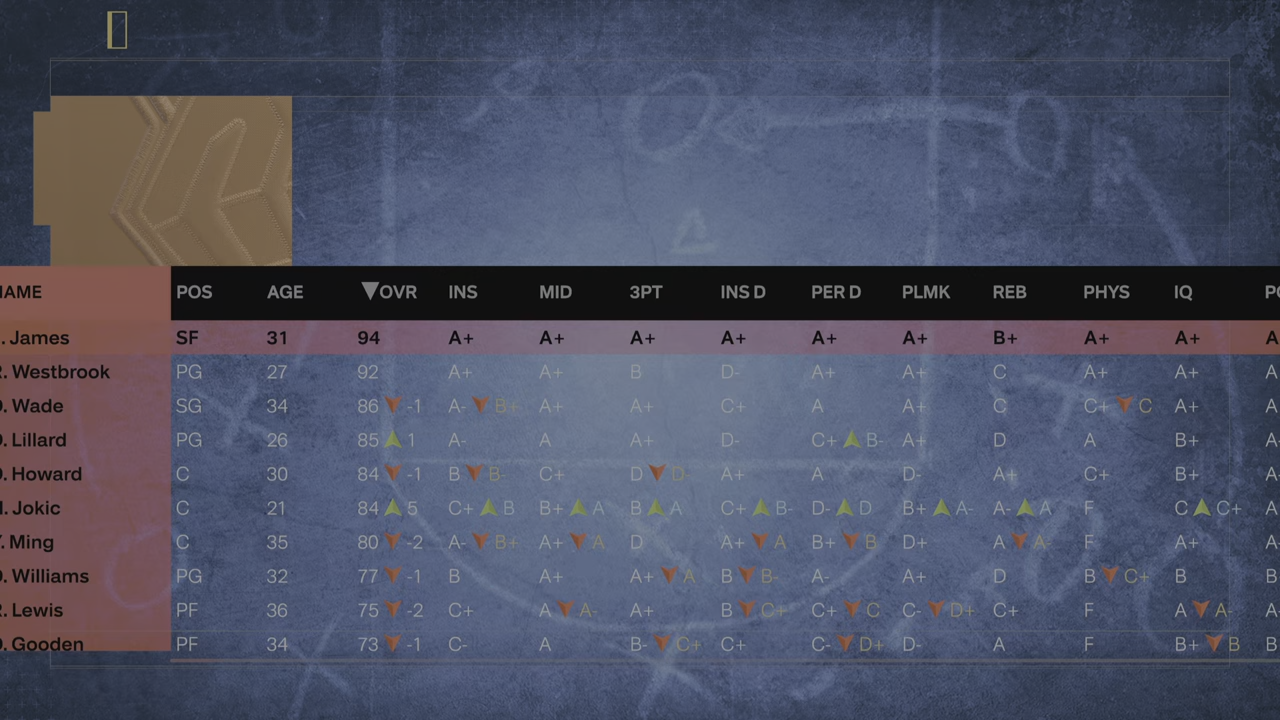 AME POS AGE ▼OVR INS MID 3PT INS D PER D PLMK REB PHYS IQ PO
. James SF 31 94 A+ A+ A+ A+ A+ A+ B+ A+ A+ A
. Westbrook PG 27 92 A+ A+ B D- A+ A+ C A+ A+ A
. Wade SG 34 86 -1 A- B+ A+ A+ C+ A A+ C C+ C A+ A
. Lillard PG 26 85 1 A- A A+ D- C+ B- A+ D A B+ A-
. Howard C 30 84 -1 B B- C+ D D- A+ A D- A+ C+ B+ A
. Jokic C 21 84 5 C+ B B+ A B A C+ B- D- D B+ A- A- A F C C+ A
. Ming C 35 80 -2 A- B+ A+ A D A+ A B+ B D+ A A- F A+ A
. Williams PG 32 77 -1 B A+ A+ A B B- A- A+ D B C+ B B
. Lewis PF 36 75 -2 C+ A A- A+ B C+ C+ C C- D+ C+ F A A- B
. Gooden PF 34 73 -1 C- A B- C+ C+ C- D+ D- A F B+ B B